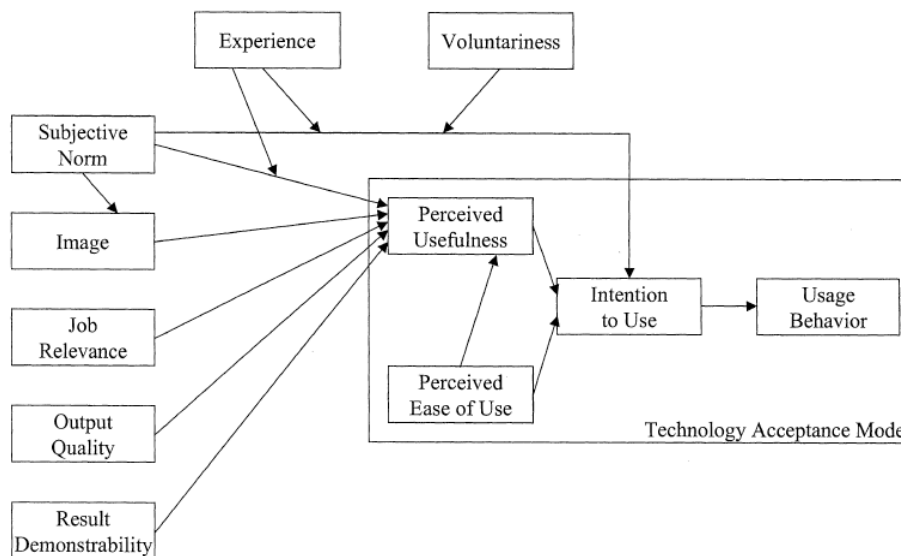 Experience
Voluntariness
Subjective
Norm
Image
Job
Relevance
Output
Quality
Result
Demonstrability
Perceived
Usefulness
Perceived
Ease of Use
Intention
to Use
Usage
Behavior
Technology Acceptance Mode